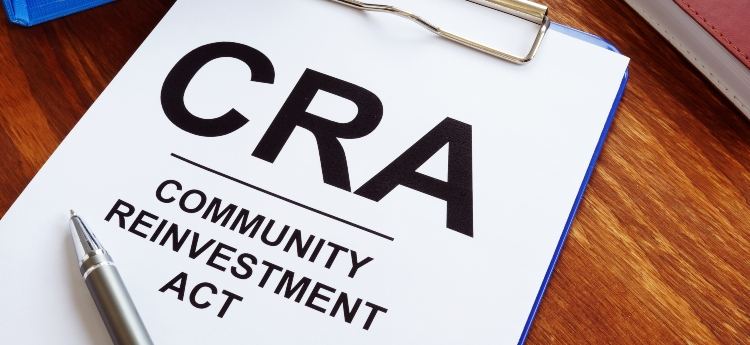 CRA
COMMUNITY
REINVESTMENT
ACT